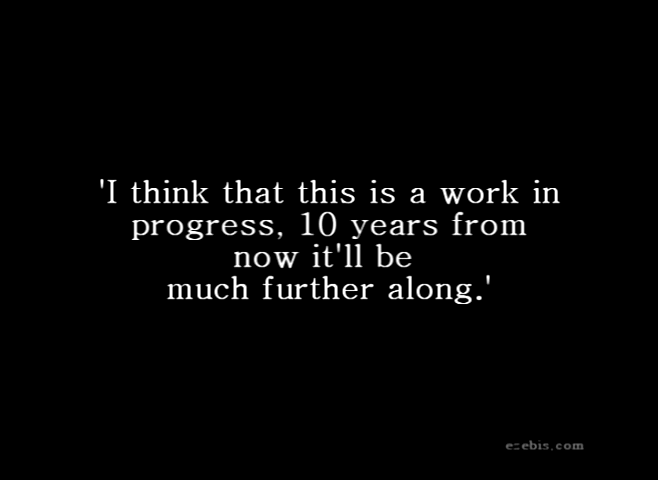 'I think that this is a work in
progress, 10 years from
now it'll be
much further along.'
ezebis.com